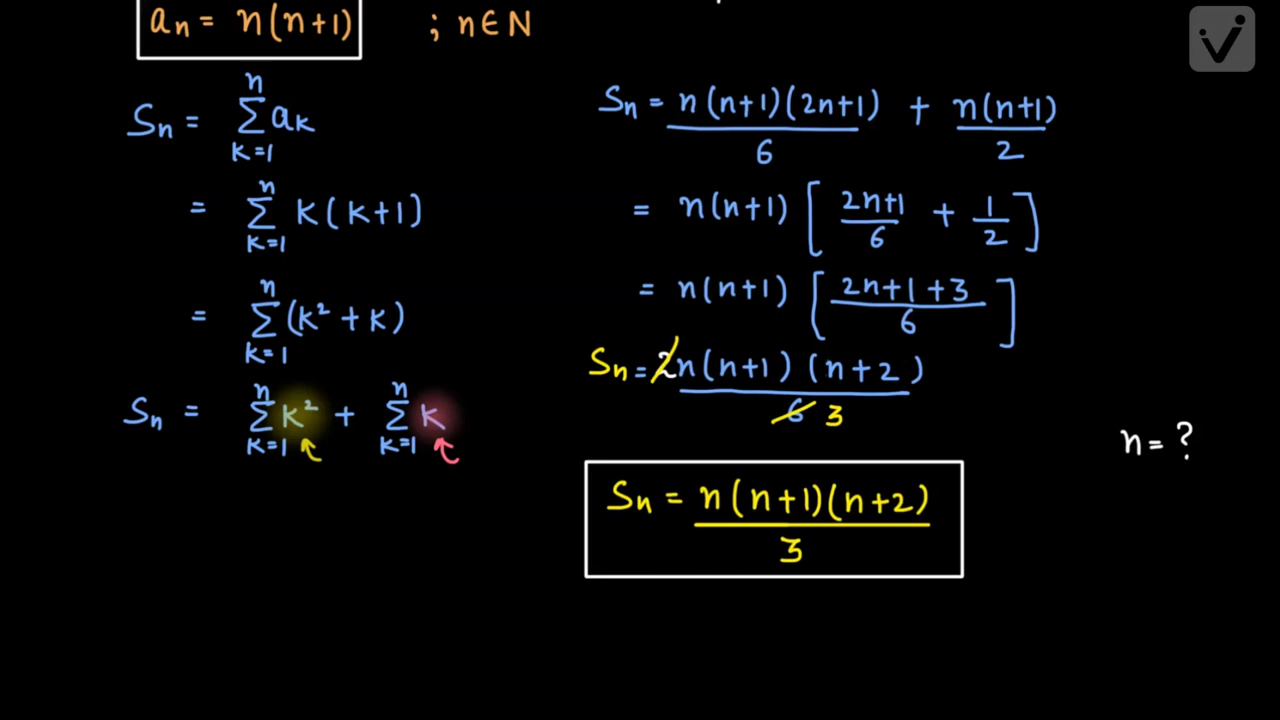 aₙ = n(n+1) ; n∈N
Sₙ = ∑ₖ₌₁ⁿ aₖ
= ∑ₖ₌₁ⁿ k(k+1)
= ∑ₖ₌₁ⁿ (k² + k)
Sₙ = ∑ₖ₌₁ⁿ k² + ∑ₖ₌₁ⁿ k
Sₙ = n(n+1)(2n+1)/6 + n(n+1)/2
= n(n+1) [ (2n+1)/6 + 1/2 ]
= n(n+1) [ (2n+1+3)/6 ]
Sₙ = 2n(n+1)(n+2)/6 3
Sₙ = n(n+1)(n+2)/3
n = ?